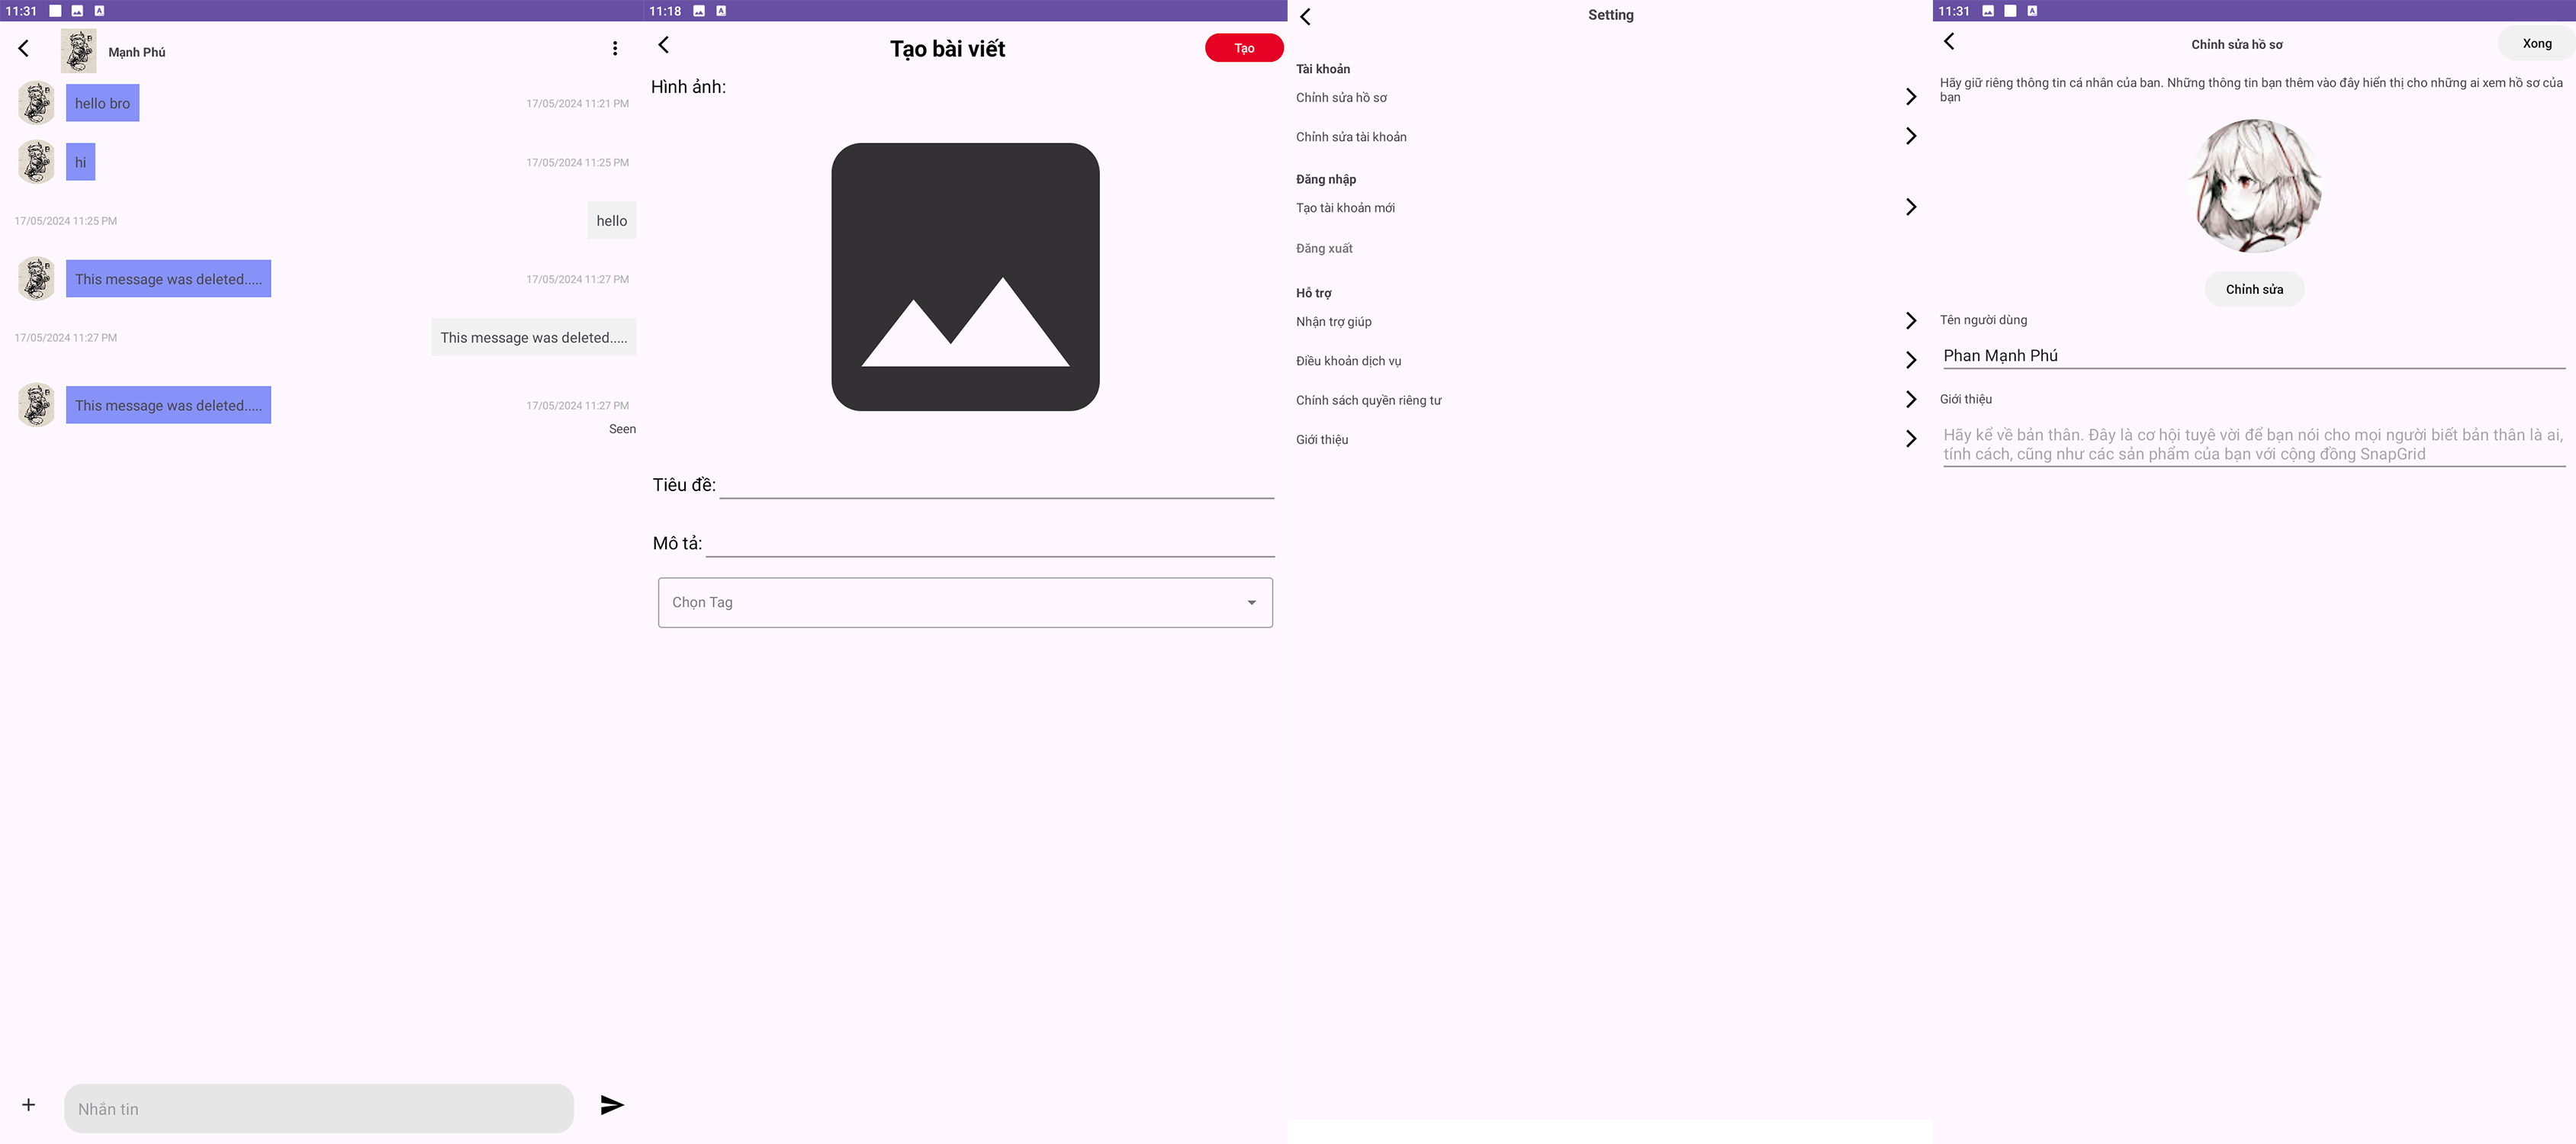 11:31
Mạnh Phú
hello bro
17/05/2024 11:21 PM
hi
17/05/2024 11:25 PM
17/05/2024 11:25 PM
hello
This message was deleted.....
17/05/2024 11:27 PM
17/05/2024 11:27 PM
This message was deleted.....
This message was deleted.....
17/05/2024 11:27 PM
Seen
Nhắn tin
11:18
Tạo bài viết
Tạo
Hình ảnh:
Tiêu đề:
Mô tả:
Chọn Tag
Setting
Tài khoản
Chỉnh sửa hồ sơ
Chỉnh sửa tài khoản
Đăng nhập
Tạo tài khoản mới
Đăng xuất
Hỗ trợ
Nhận trợ giúp
Điều khoản dịch vụ
Chính sách quyền riêng tư
Giới thiệu
11:31
Chỉnh sửa hồ sơ
Xong
Hãy giữ riêng thông tin cá nhân của ban. Những thông tin bạn thêm vào đây hiển thị cho những ai xem hồ sơ của
bạn
Chỉnh sửa
Tên người dùng
Phan Mạnh Phú
Giới thiệu
Hãy kể về bản thân. Đây là cơ hội tuyê vời để bạn nói cho mọi người biết bản thân là ai,
tính cách, cũng như các sản phẩm của bạn với cộng đồng SnapGrid